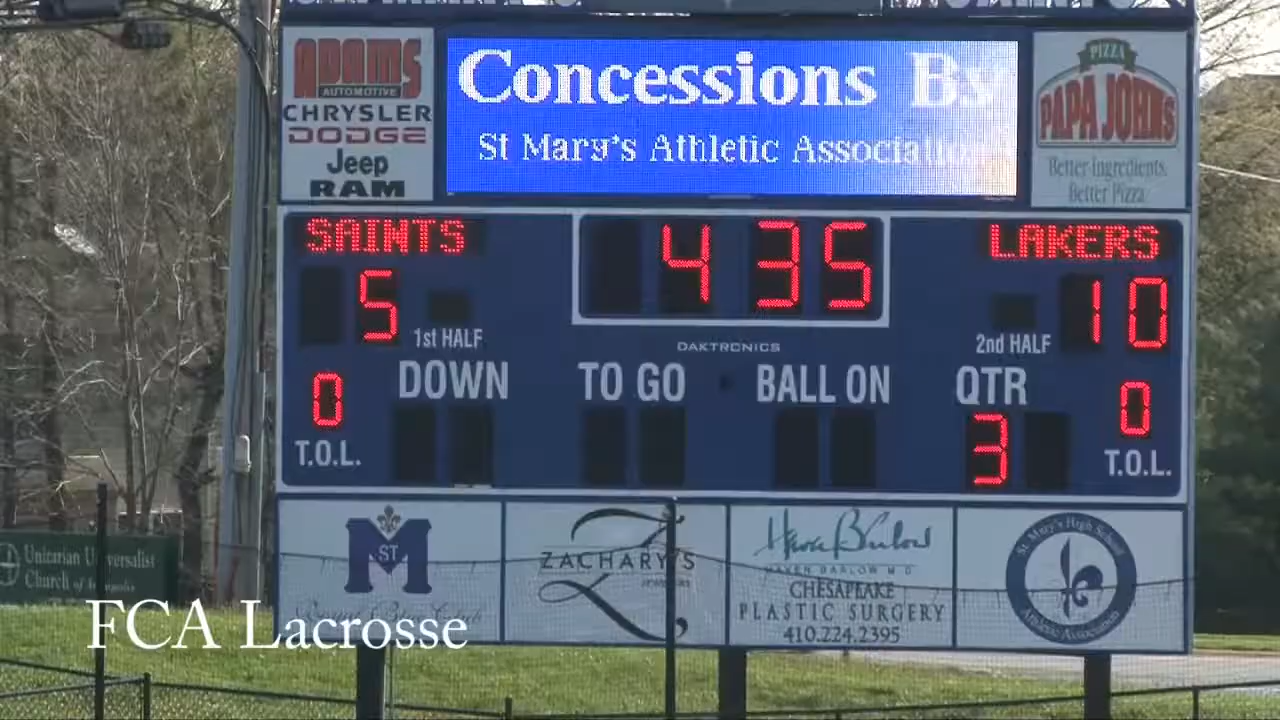 ADAMS
AUTOMOTIVE
CHRYSLER
DODGE
Jeep
RAM
Concessions By
St Mary's Athletic
PIZZA
PAPA JOHNS
Better Ingredients.
Better Pizza.
SAINTS
4 35
LAKERS
5
10
1st HALF
DAKTRONICS
2nd HALF
DOWN
TO GO
BALL ON
QTR
0
3
0
T.O.L.
T.O.L.
ST
M
ZACHARY'S
JEWELERS
CHESAPEAKE
PLASTIC SURGERY
410.224.2395
St. Mary's High School
Athletic Association
Unitarian Universalist
Church of Annapolis
FCA Lacrosse